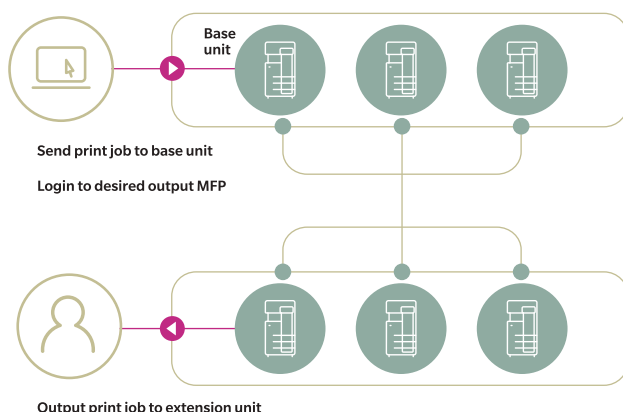 Base
unit
Send print job to base unit
Login to desired output MFP
Output print job to extension unit